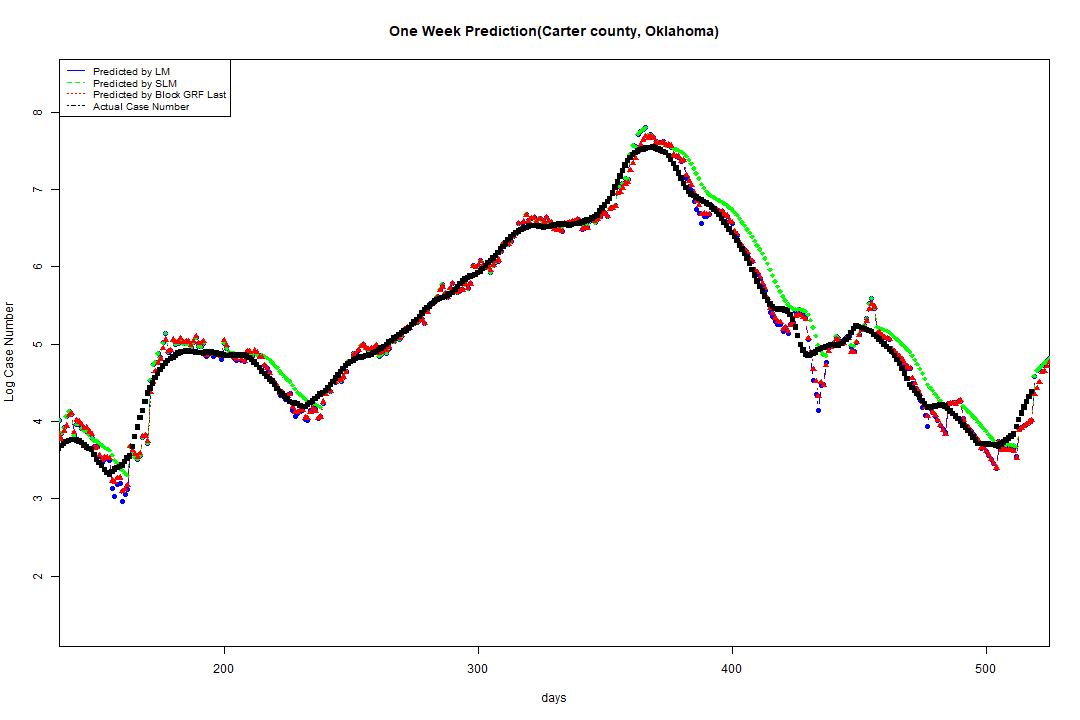 One Week Prediction(Carter county, Oklahoma)
Predicted by LM
Predicted by SLM
Predicted by Block GRF Last
Actual Case Number
8
7
6
5
4
3
2
Log Case Number
200 300 400 500
days